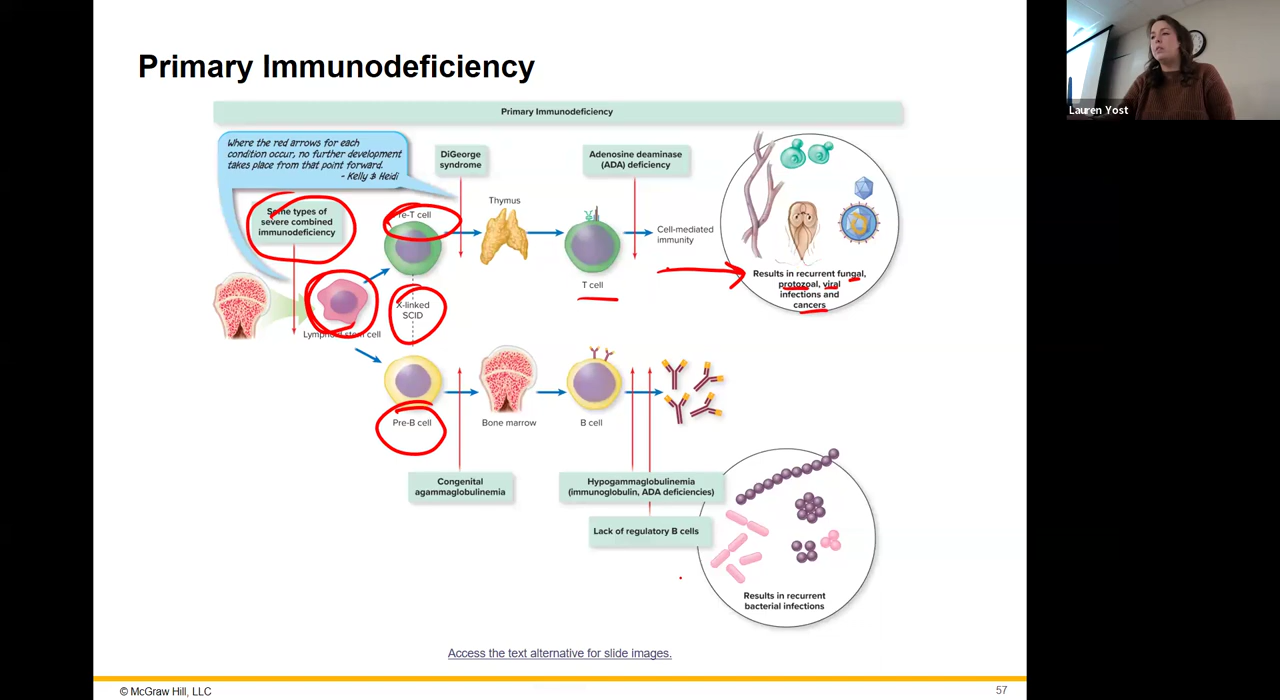 Primary Immunodeficiency
Lauren Yost
Primary Immunodeficiency
Where the red arrows for each
condition occur, no further development
takes place from that point forward.
- Kelly & Heidi
DiGeorge
syndrome
Adenosine deaminase
(ADA) deficiency
Some types of
severe combined
immunodeficiency
Pre-T cell
Thymus
T cell
Cell-mediated
immunity
Results in recurrent fungal,
protozoal, viral
infections and
cancers
X-linked
SCID
stem cell
Pre-B cell
Bone marrow
B cell
Congenital
agammaglobulinemia
Hypogammaglobulinemia
(immunoglobulin, ADA deficiencies)
Lack of regulatory B cells
Results in recurrent
bacterial infections
Access the text alternative for slide images.
© McGraw Hill, LLC
57